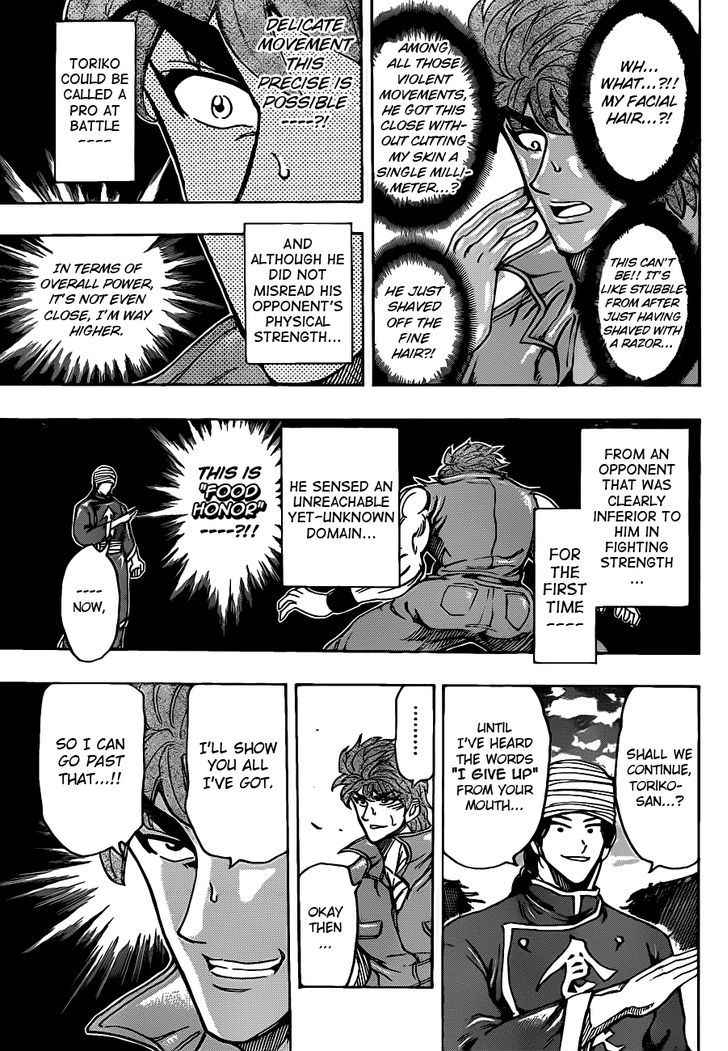 WH...
WHAT...?!!
MY FACIAL
HAIR...?!
AMONG
ALL THOSE
VIOLENT
MOVEMENTS,
HE GOT THIS
CLOSE WITH-
OUT CUTTING
MY SKIN A
SINGLE MILLI-
METER...?
THIS CAN'T
BE!! IT'S
LIKE STUBBLE
FROM AFTER
JUST HAVING
SHAVED WITH
A RAZOR...
HE JUST
SHAVED
OFF THE
FINE
HAIR?!
DELICATE
MOVEMENT
THIS
PRECISE IS
POSSIBLE
----?!
TORIKO
COULD BE
CALLED A
PRO AT
BATTLE
----
AND
ALTHOUGH HE
DID NOT
MISREAD HIS
OPPONENT'S
PHYSICAL
STRENGTH...
IN TERMS OF
OVERALL POWER,
IT'S NOT EVEN
CLOSE, I'M WAY
HIGHER.
FROM AN
OPPONENT
THAT WAS
CLEARLY
INFERIOR TO
HIM IN
FIGHTING
STRENGTH
...
FOR
THE
FIRST
TIME
----
HE SENSED AN
UNREACHABLE
YET-UNKNOWN
DOMAIN...
THIS IS
"FOOD
HONOR"
----?!!
----
NOW,
SHALL WE
CONTINUE,
TORIKO-
SAN...?
UNTIL
I'VE HEARD
THE WORDS
"I GIVE UP"
FROM YOUR
MOUTH...
食
.........
OKAY
THEN
...
I'LL SHOW
YOU ALL
I'VE GOT.
SO I CAN
GO PAST
THAT...!!